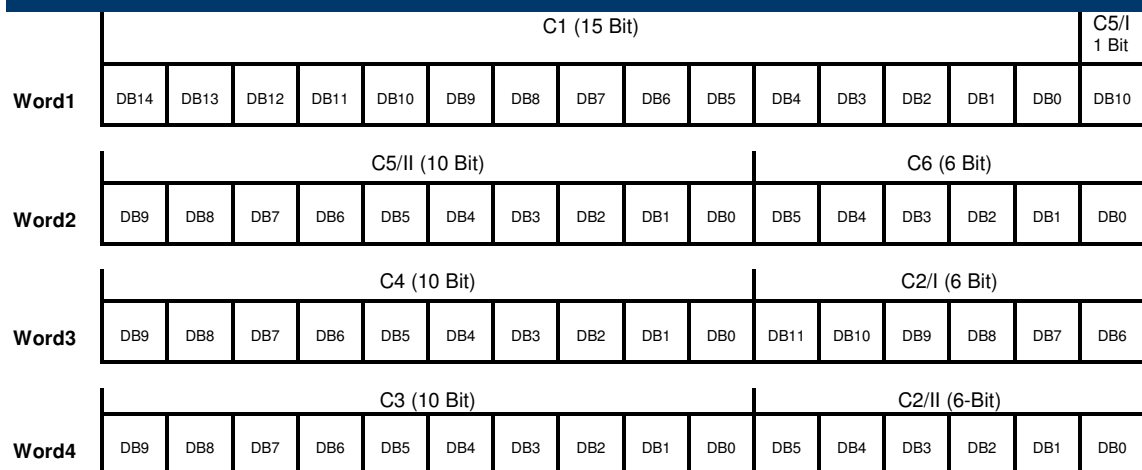 C1 (15 Bit) C5/I
1 Bit
Word1 DB14 DB13 DB12 DB11 DB10 DB9 DB8 DB7 DB6 DB5 DB4 DB3 DB2 DB1 DB0 DB10
C5/II (10 Bit) C6 (6 Bit)
Word2 DB9 DB8 DB7 DB6 DB5 DB4 DB3 DB2 DB1 DB0 DB5 DB4 DB3 DB2 DB1 DB0
C4 (10 Bit) C2/I (6 Bit)
Word3 DB9 DB8 DB7 DB6 DB5 DB4 DB3 DB2 DB1 DB0 DB11 DB10 DB9 DB8 DB7 DB6
C3 (10 Bit) C2/II (6-Bit)
Word4 DB9 DB8 DB7 DB6 DB5 DB4 DB3 DB2 DB1 DB0 DB5 DB4 DB3 DB2 DB1 DB0